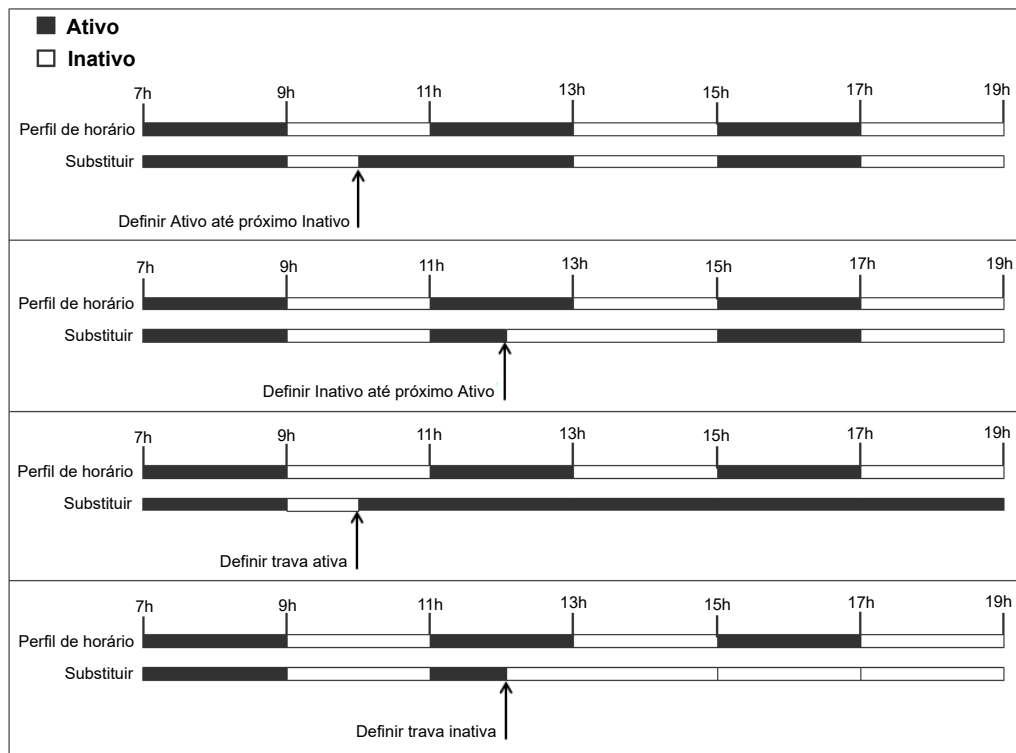 Ativo
Inativo
7h 9h 11h 13h 15h 17h 19h
Perfil de horário
Substituir
Definir Ativo até próximo Inativo
7h 9h 11h 13h 15h 17h 19h
Perfil de horário
Substituir
Definir Inativo até próximo Ativo
7h 9h 11h 13h 15h 17h 19h
Perfil de horário
Substituir
Definir trava ativa
7h 9h 11h 13h 15h 17h 19h
Perfil de horário
Substituir
Definir trava inativa